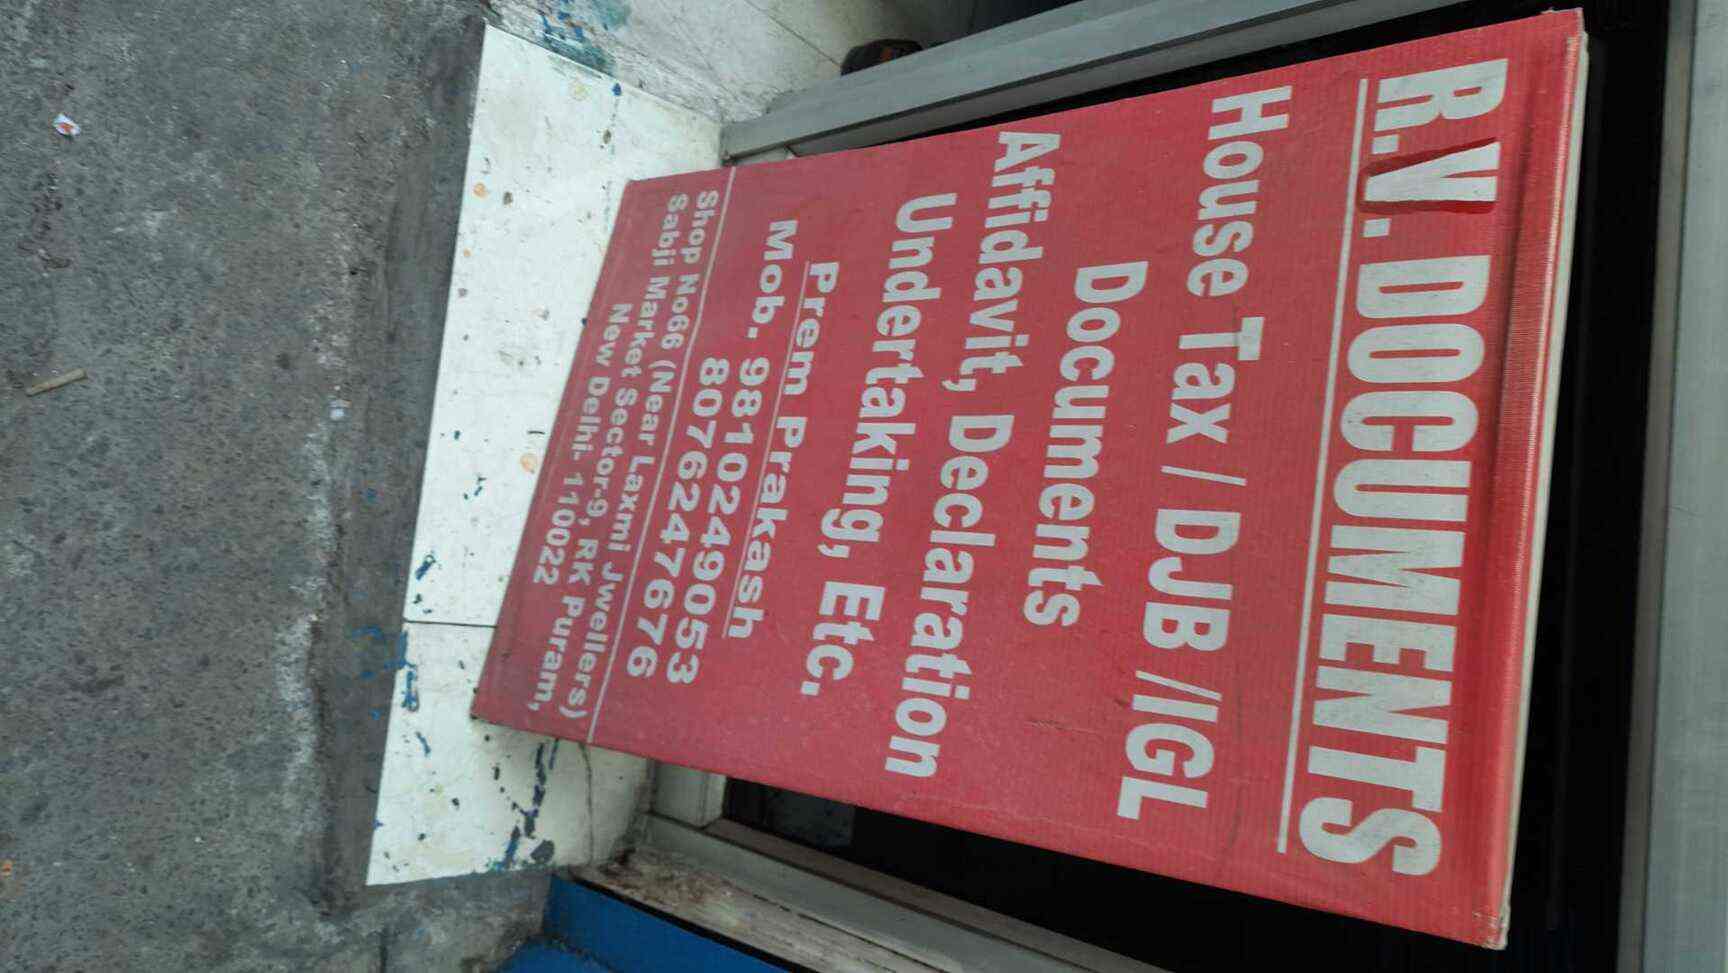 R.V. DOCUMENTS
House Tax / DJB /IGL
Documents
Affidavit, Declaration
Undertaking, Etc.
Prem Prakash
Mob. 9810249053
8076247676
Shop No66 (Near Laxmi Jwellers)
Sabji Market Sector-9, RK Puram,
New Delhi-110022